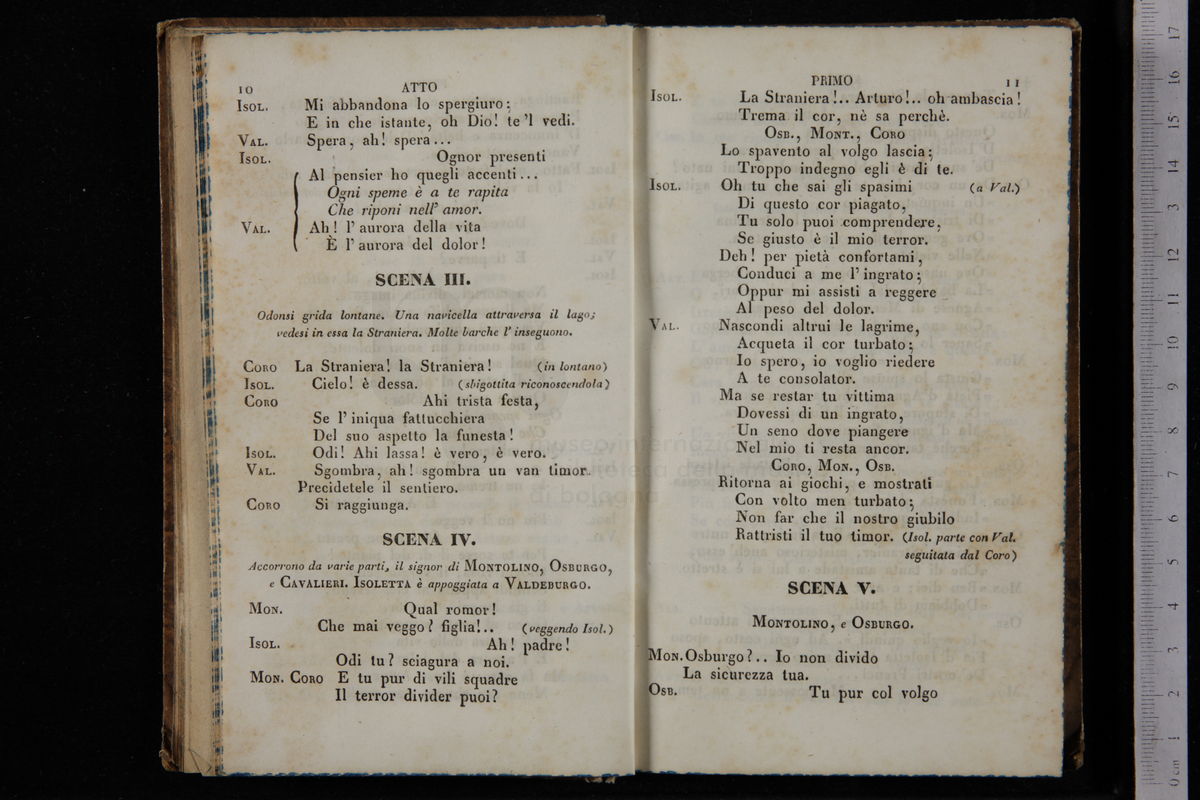 10 ATTO
ISOL. Mi abbandona lo spergiuro;
E in che istante, oh Dio! te 'l vedi.
VAL. Spera, ah! spera...
ISOL. Ognor presenti
Al pensier ho quegli accenti...
Ogni speme è a te rapita
Che riponi nell' amor.
VAL. Ah! l' aurora della vita
È l' aurora del dolor!
SCENA III.
Odonsi grida lontane. Una navicella attraversa il lago;
vedesi in essa la Straniera. Molte barche l' inseguono.
CORO La Straniera! la Straniera! (in lontano)
ISOL. Cielo! è dessa. (sbigottita riconoscendola)
CORO Ahi trista festa,
Se l' iniqua fattucchiera
Del suo aspetto la funesta!
ISOL. Odi! Ahi lassa! è vero, è vero.
VAL. Sgombra, ah! sgombra un van timor.
Precidetele il sentiero.
CORO Si raggiunga.
SCENA IV.
Accorrono da varie parti, il signor di MONTOLINO, OSBURGO,
e CAVALIERI. ISOLETTA è appoggiata a VALDEBURGO.
MON. Qual romor!
Che mai veggo? figlia!.. (veggendo Isol.)
ISOL. Ah! padre!
Odi tu? sciagura a noi.
MON. CORO E tu pur di vili squadre
Il terror divider puoi?
PRIMO 11
ISOL. La Straniera!.. Arturo!.. oh ambascia!
Trema il cor, nè sa perchè.
OSB., MONT., CORO
Lo spavento al volgo lascia;
Troppo indegno egli è di te.
ISOL. Oh tu che sai gli spasimi (a Val.)
Di questo cor piagato,
Tu solo puoi comprendere,
Se giusto è il mio terror.
Deh! per pietà confortami,
Conduci a me l' ingrato;
Oppur mi assisti a reggere
Al peso del dolor.
VAL. Nascondi altrui le lagrime,
Acqueta il cor turbato;
Io spero, io voglio riedere
A te consolator.
Ma se restar tu vittima
Dovessi di un ingrato,
Un seno dove piangere
Nel mio ti resta ancor.
CORO, MON., OSB.
Ritorna ai giochi, e mostrati
Con volto men turbato;
Non far che il nostro giubilo
Rattristi il tuo timor. (Isol. parte con Val.
seguitata dal Coro)
SCENA V.
MONTOLINO, e OSBURGO.
MON. Osburgo?.. Io non divido
La sicurezza tua.
OSB. Tu pur col volgo